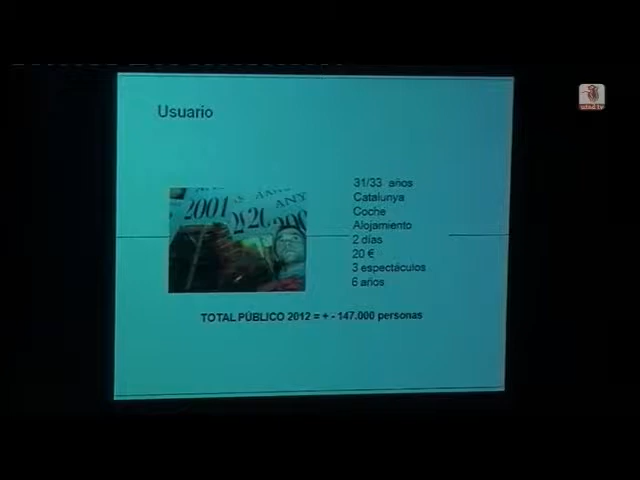 Usuario
2001
31/33 años
Catalunya
Coche
Alojamiento
2 días
20 €
3 espectáculos
6 años
TOTAL PÚBLICO 2012 = + - 147.000 personas